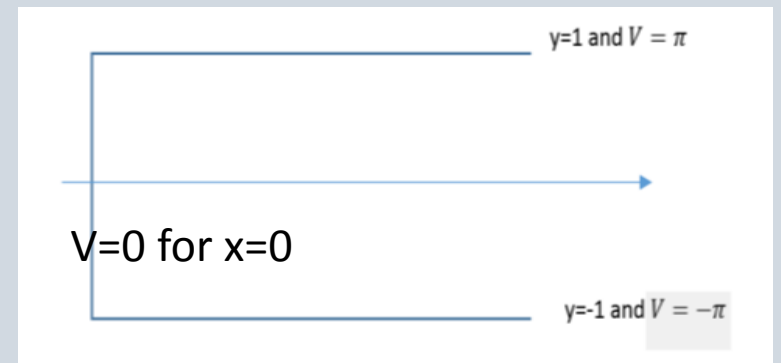 y=1 and V = π
V=0 for x=0
y=-1 and V = −π